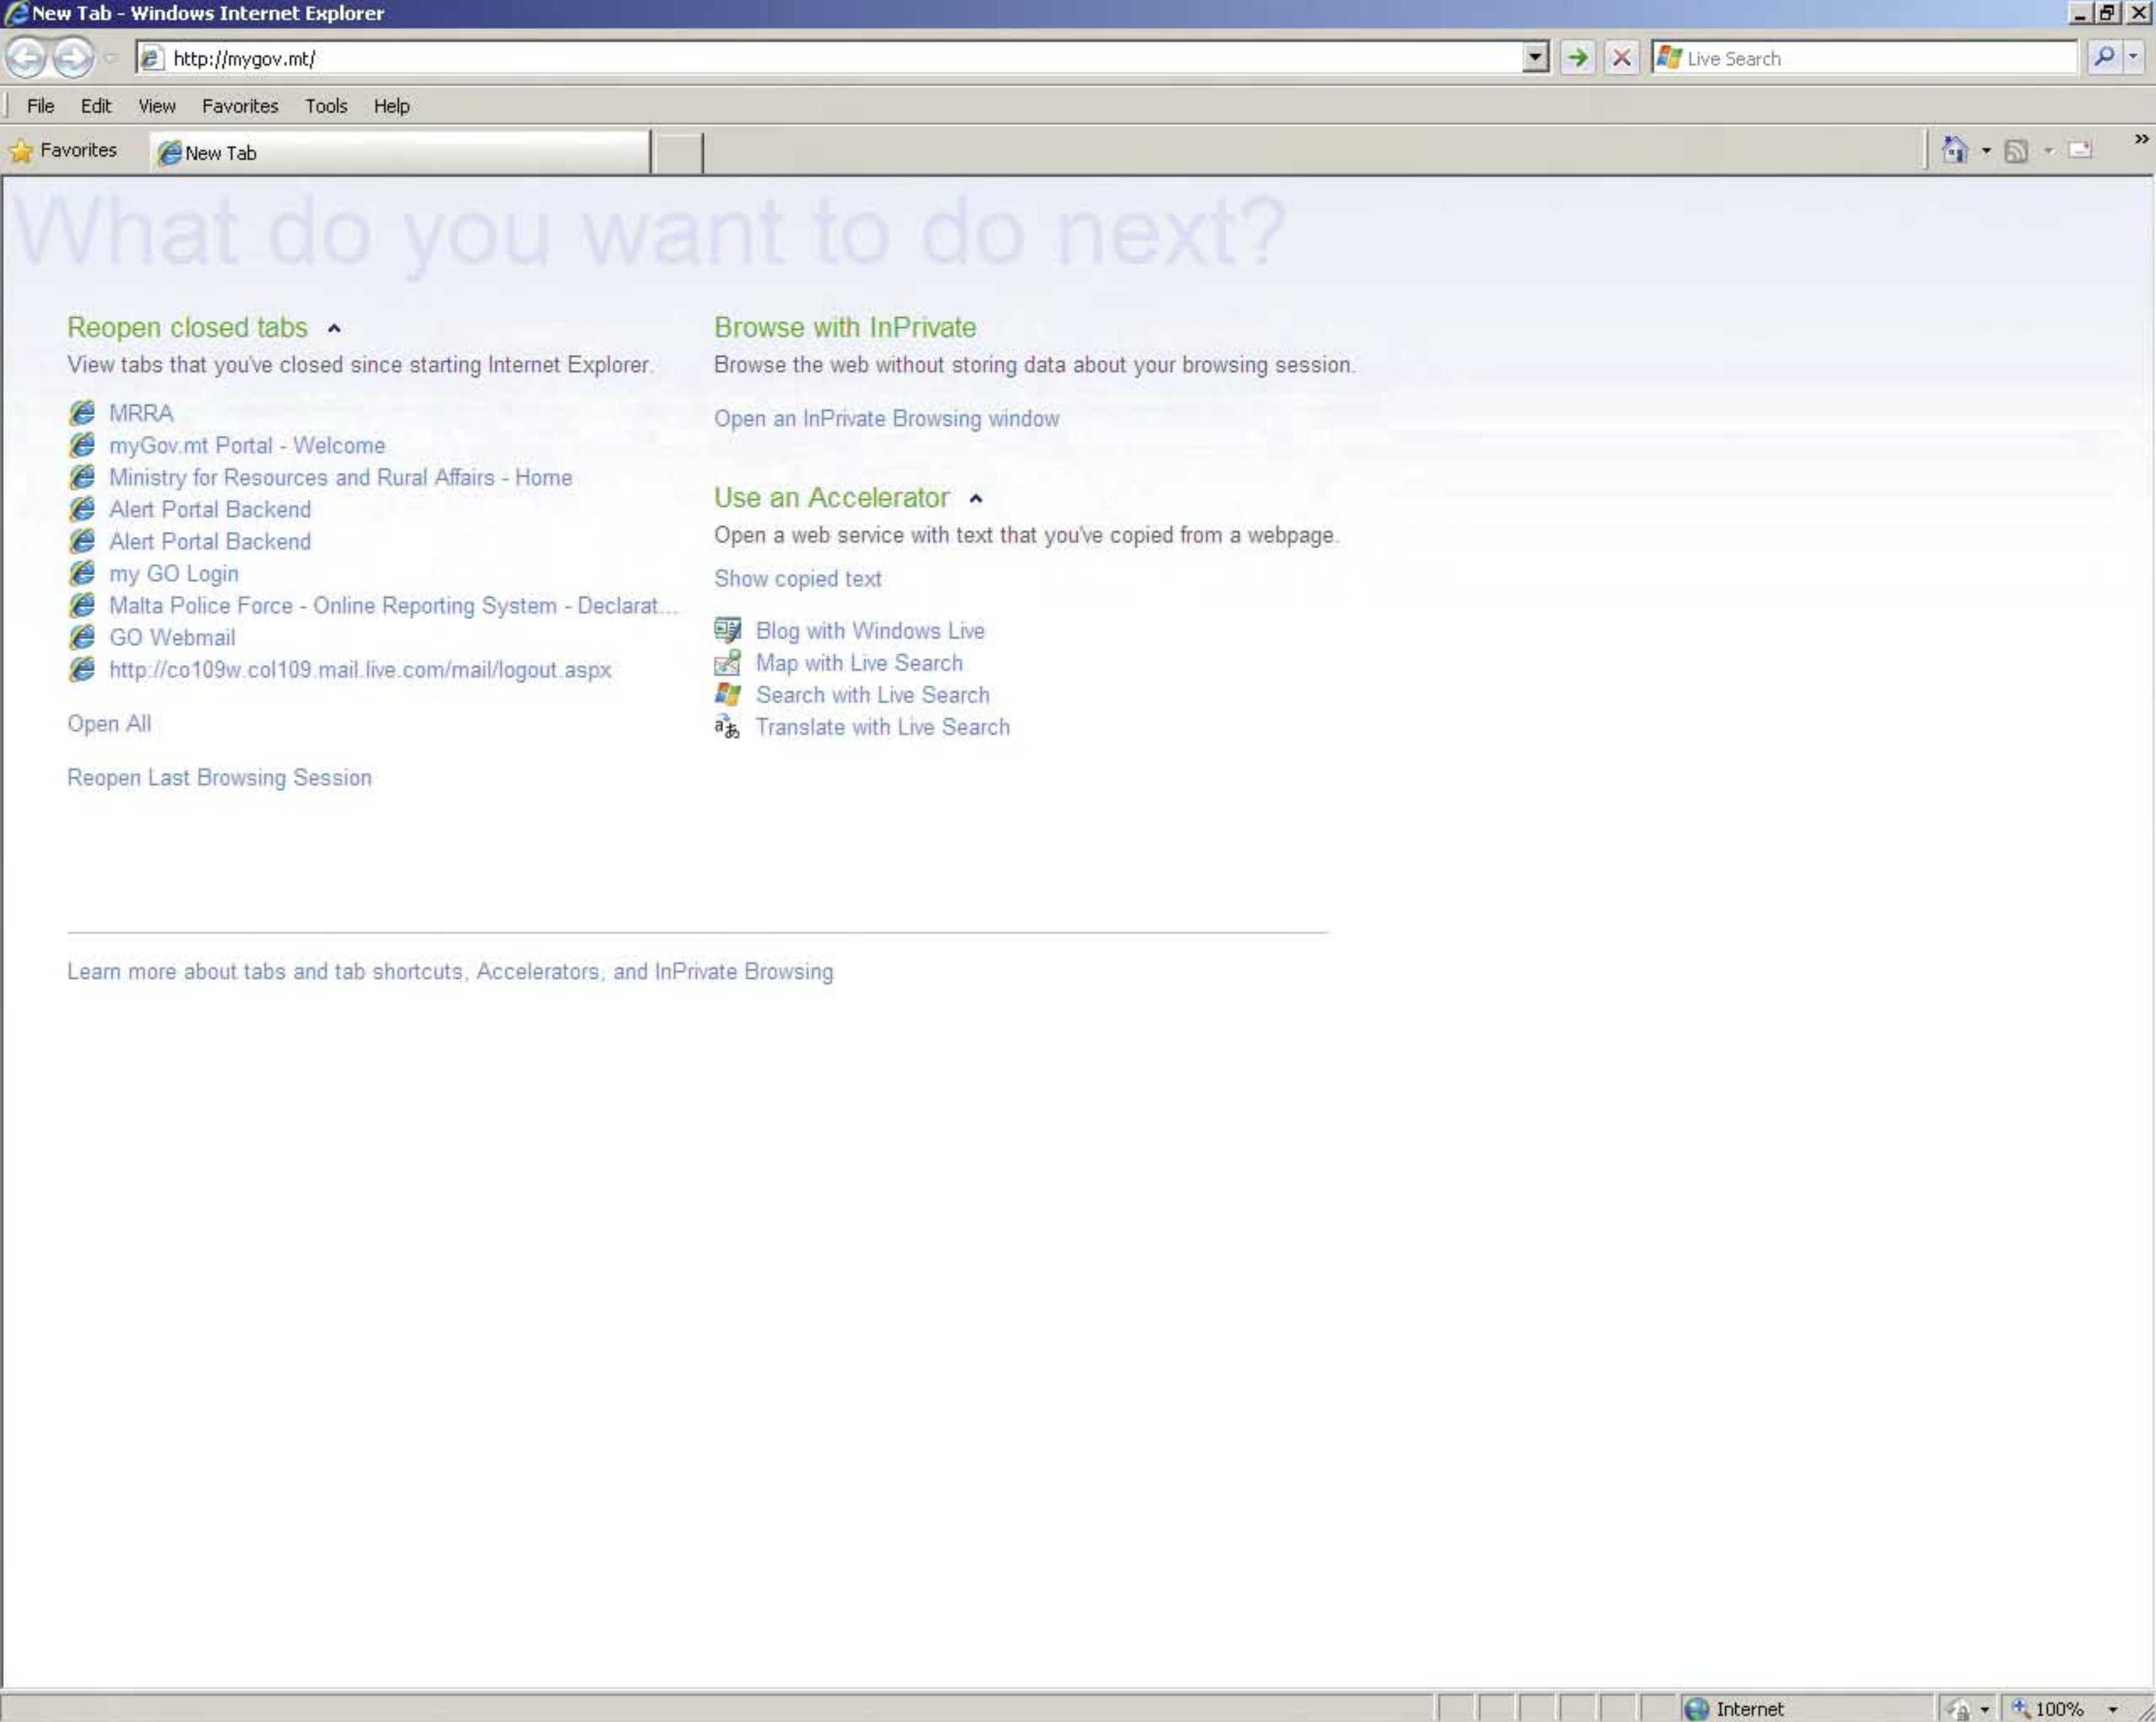 New Tab - Windows Internet Explorer
http://mygov.mt/
Live Search
File Edit View Favorites Tools Help
Favorites
New Tab
What do you want to do next?
Reopen closed tabs
View tabs that you've closed since starting Internet Explorer.
MRRA
myGov.mt Portal - Welcome
Ministry for Resources and Rural Affairs - Home
Alert Portal Backend
Alert Portal Backend
my GO Login
Malta Police Force - Online Reporting System - Declarat...
GO Webmail
http://co109w.col109.mail.live.com/mail/logout.aspx
Open All
Reopen Last Browsing Session
Browse with InPrivate
Browse the web without storing data about your browsing session.
Open an InPrivate Browsing window
Use an Accelerator
Open a web service with text that you've copied from a webpage.
Show copied text
Blog with Windows Live
Map with Live Search
Search with Live Search
Translate with Live Search
Learn more about tabs and tab shortcuts, Accelerators, and InPrivate Browsing
Internet
100%